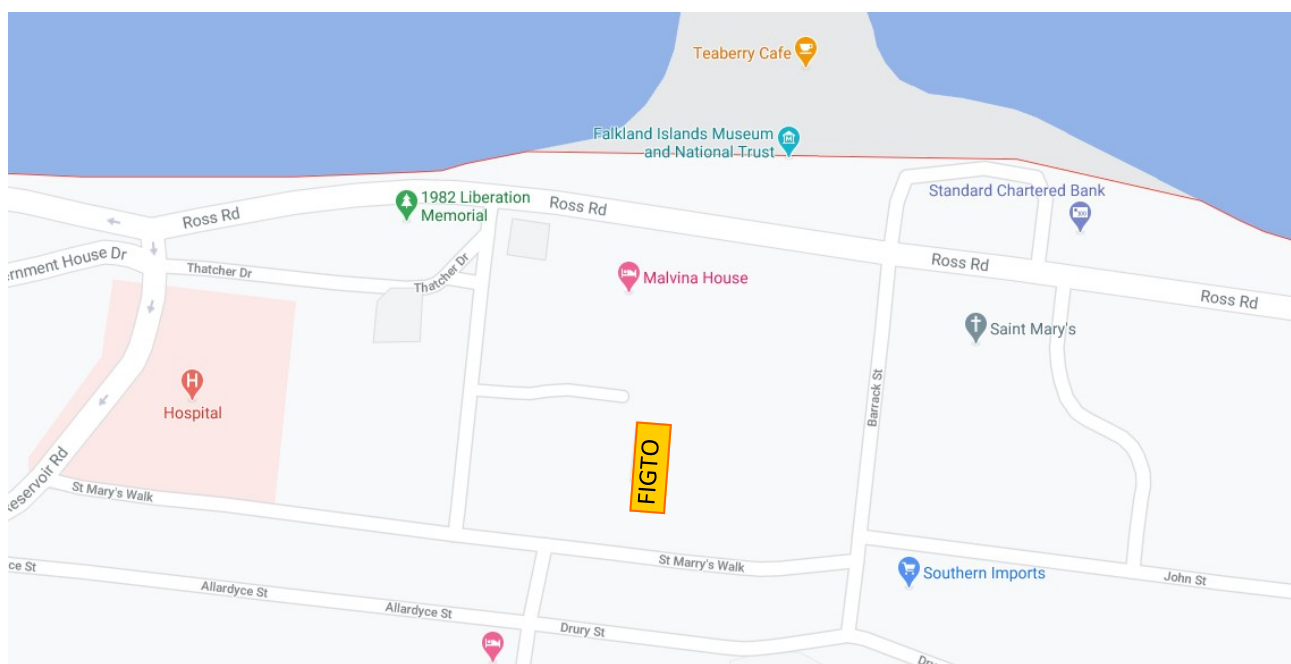 Teaberry Cafe
Falkland Islands Museum
and National Trust
Standard Chartered Bank
1982 Liberation
Memorial
Ross Rd
Ross Rd
Ross Rd
Ross Rd
ernment House Dr
Thatcher Dr
Thatcher Dr
Malvina House
Saint Mary's
Barrack St
H
Hospital
FIGTO
Reservoir Rd
St Mary's Walk
St Marry's Walk
Southern Imports
John St
ce St
Allardyce St
Allardyce St
Drury St
Dru